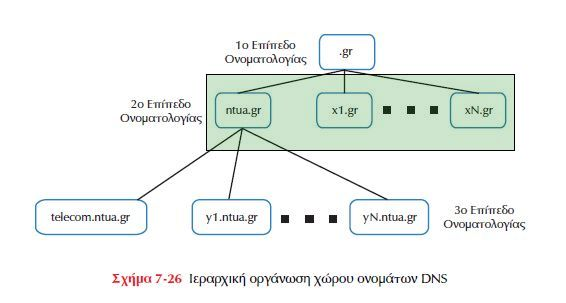 1ο Επίπεδο
Ονοματολογίας
.gr
2ο Επίπεδο
Ονοματολογίας
ntua.gr
x1.gr
xN.gr
telecom.ntua.gr
y1.ntua.gr
yN.ntua.gr
3ο Επίπεδο
Ονοματολογίας
Σχήμα 7-26 Ιεραρχική οργάνωση χώρου ονομάτων DNS